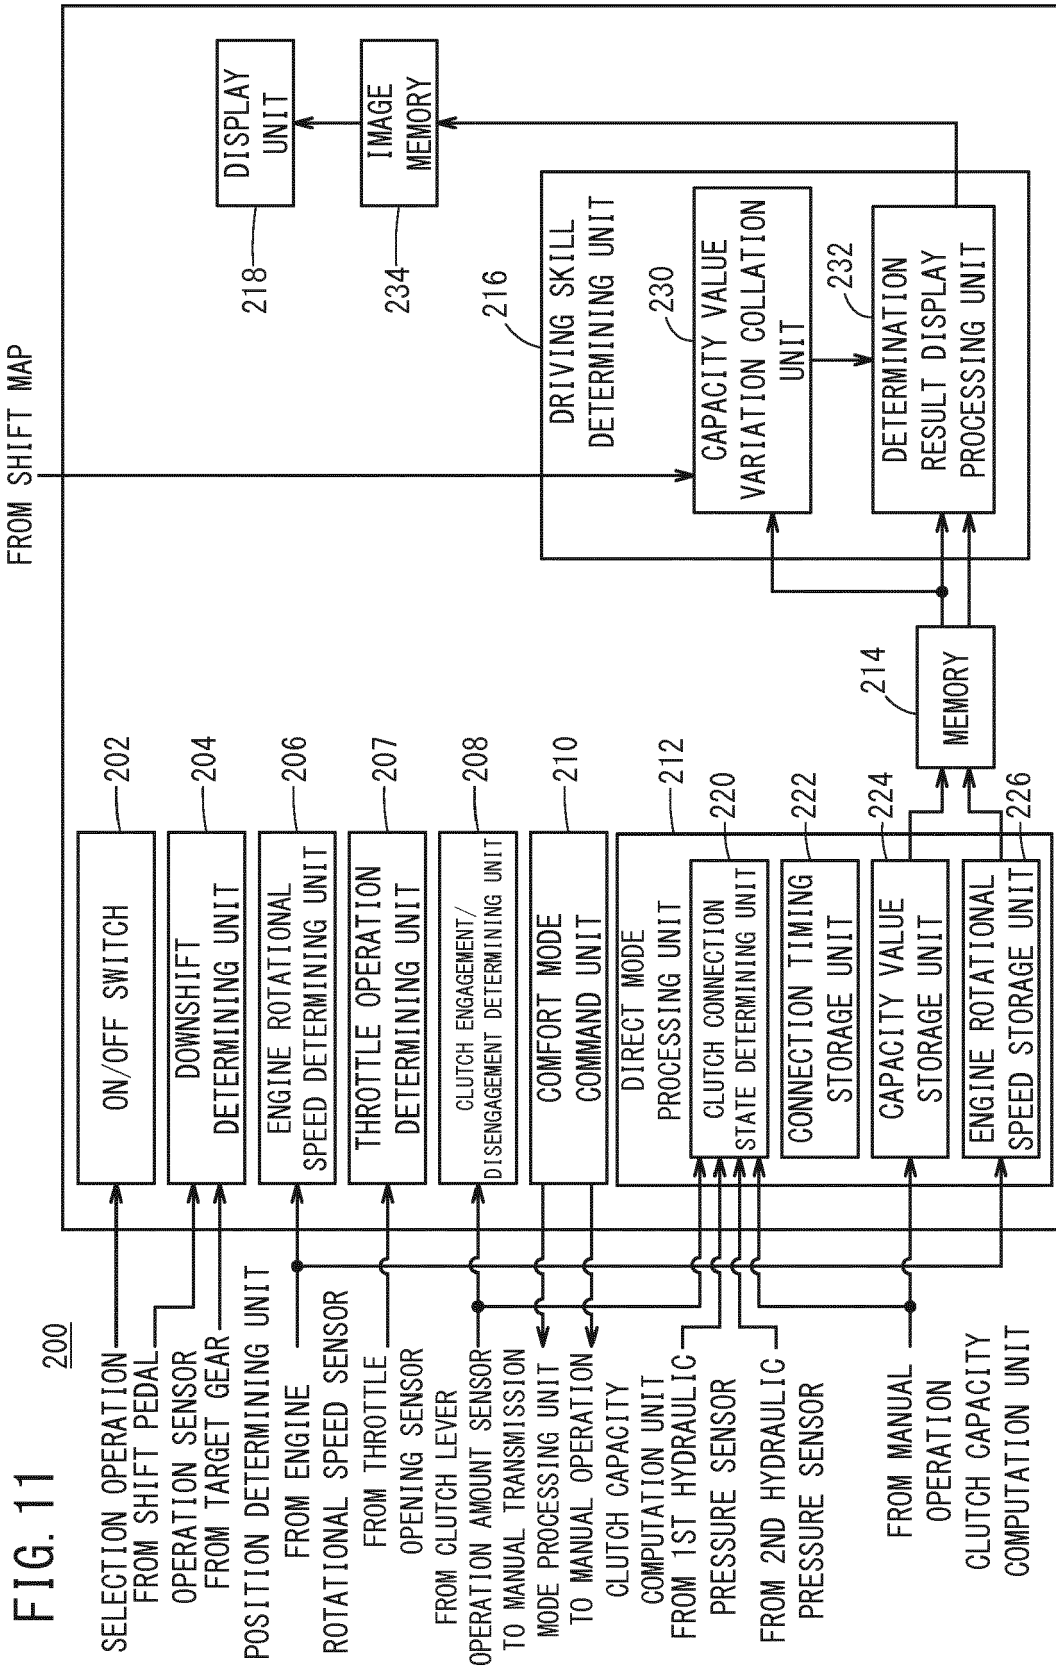 FIG. 11
200
SELECTION OPERATION
FROM SHIFT PEDAL
OPERATION SENSOR
FROM TARGET GEAR
POSITION DETERMINING UNIT
FROM ENGINE
ROTATIONAL SPEED SENSOR
FROM THROTTLE
OPENING SENSOR
FROM CLUTCH LEVER
OPERATION AMOUNT SENSOR
TO MANUAL TRANSMISSION
MODE PROCESSING UNIT
TO MANUAL OPERATION
CLUTCH CAPACITY
COMPUTATION UNIT
FROM 1ST HYDRAULIC
PRESSURE SENSOR
FROM 2ND HYDRAULIC
PRESSURE SENSOR
FROM MANUAL
OPERATION
CLUTCH CAPACITY
COMPUTATION UNIT
ON/OFF SWITCH
202
DOWNSHIFT
DETERMINING UNIT
204
ENGINE ROTATIONAL
SPEED DETERMINING UNIT
206
THROTTLE OPERATION
DETERMINING UNIT
207
CLUTCH ENGAGEMENT/
DISENGAGEMENT DETERMINING UNIT
208
COMFORT MODE
COMMAND UNIT
210
DIRECT MODE
PROCESSING UNIT
212
CLUTCH CONNECTION
STATE DETERMINING UNIT
220
CONNECTION TIMING
STORAGE UNIT
222
CAPACITY VALUE
STORAGE UNIT
224
ENGINE ROTATIONAL
SPEED STORAGE UNIT
226
MEMORY
214
FROM SHIFT MAP
DRIVING SKILL
DETERMINING UNIT
216
CAPACITY VALUE
VARIATION COLLATION
UNIT
230
DETERMINATION
RESULT DISPLAY
PROCESSING UNIT
232
DISPLAY
UNIT
218
IMAGE
MEMORY
234